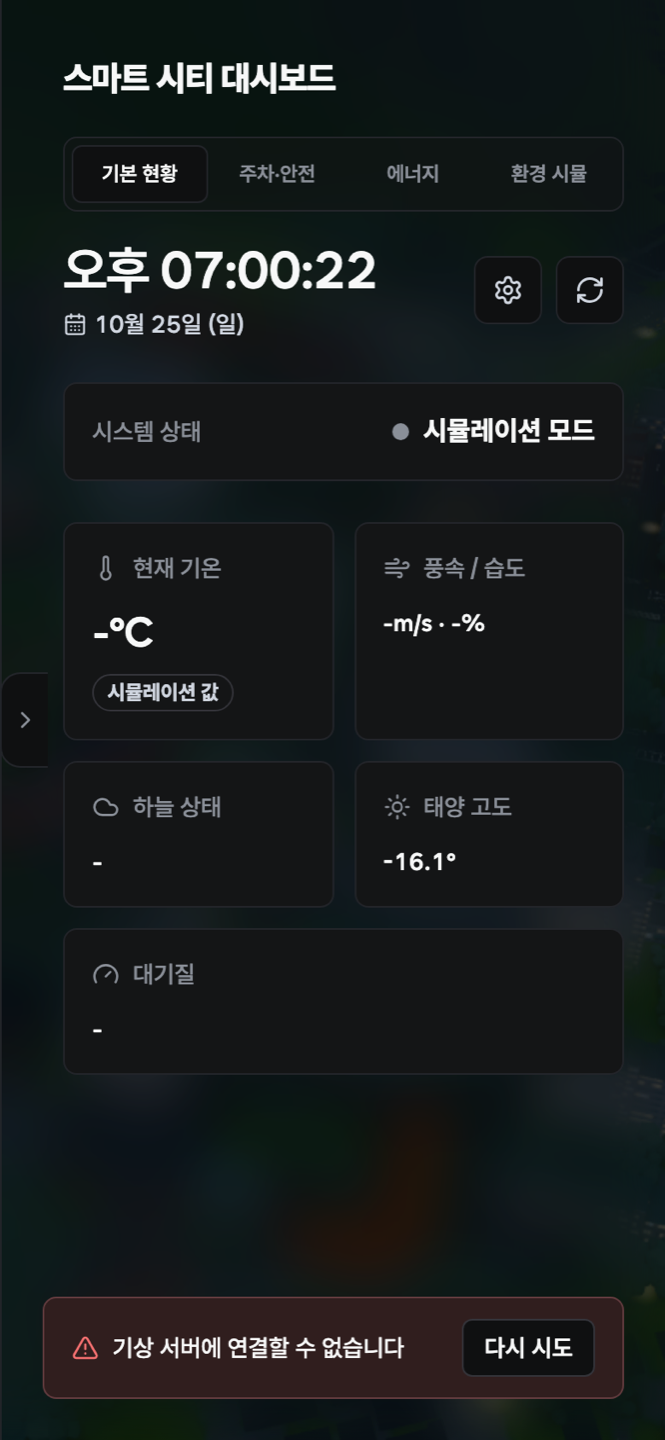 스마트 시티 대시보드
기본 현황 주차·안전 에너지 환경 시뮬
오후 07:00:22
10월 25일 (일)
시스템 상태 시뮬레이션 모드
현재 기온
-°C
시뮬레이션 값
풍속 / 습도
-m/s · -%
하늘 상태
-
태양 고도
-16.1°
대기질
-
기상 서버에 연결할 수 없습니다 다시 시도